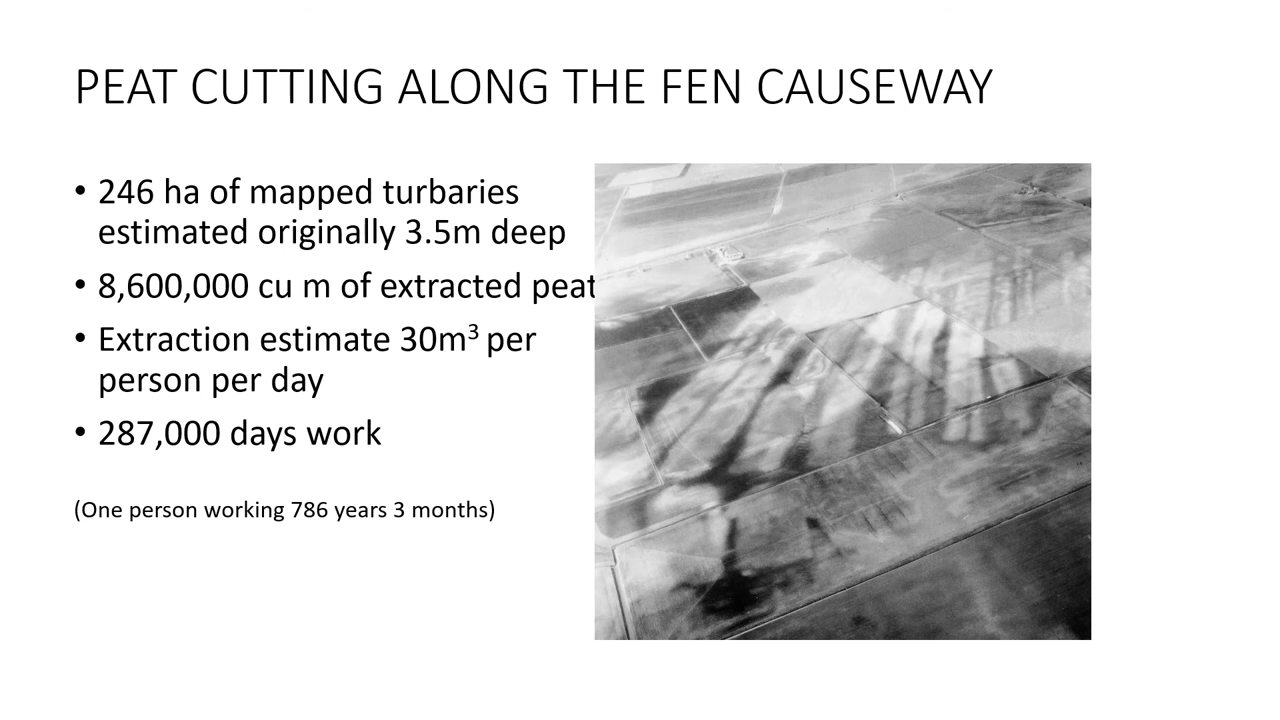 PEAT CUTTING ALONG THE FEN CAUSEWAY
• 246 ha of mapped turbaries
estimated originally 3.5m deep
• 8,600,000 cu m of extracted peat
• Extraction estimate 30m³ per
person per day
• 287,000 days work
(One person working 786 years 3 months)